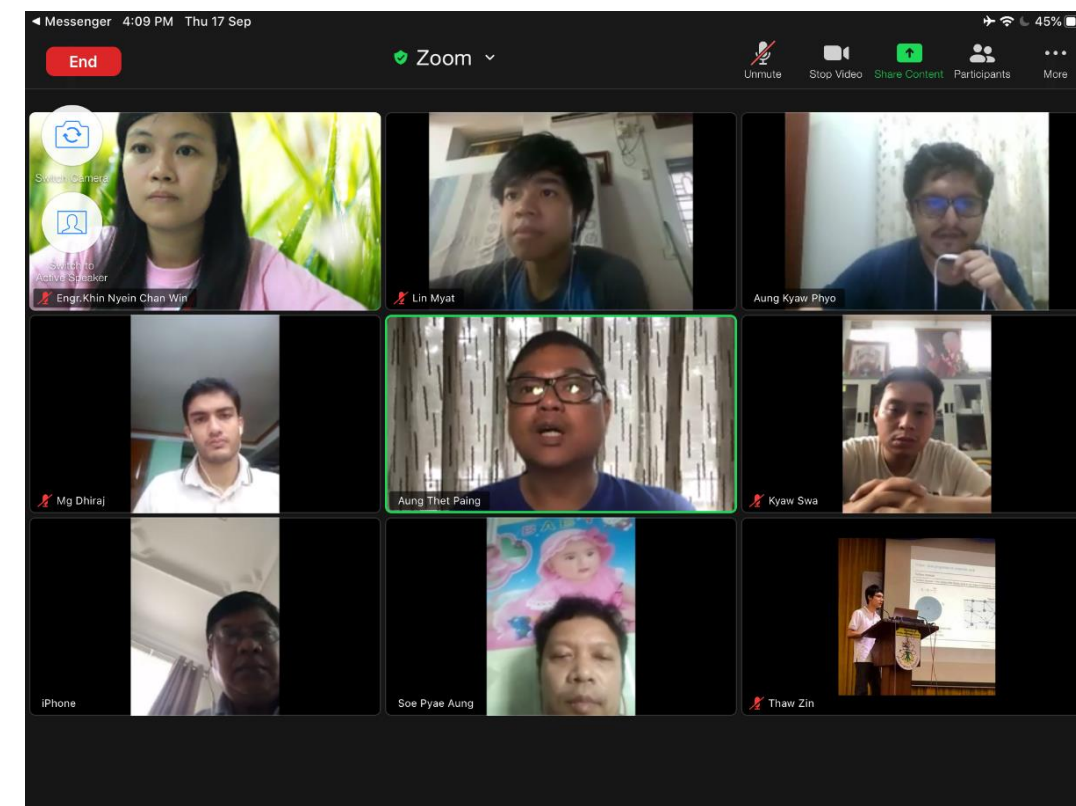 ◀ Messenger 4:09 PM Thu 17 Sep 45%
End
Zoom
Unmute Stop Video Share Content Participants More
Switch Camera
Switch to
Active Speaker
Engr.Khin Nyein Chan Win
Lin Myat
Aung Kyaw Phyo
Mg Dhiraj
Aung Thet Paing
Kyaw Swa
BABY
iPhone
Soe Pyae Aung
Thaw Zin